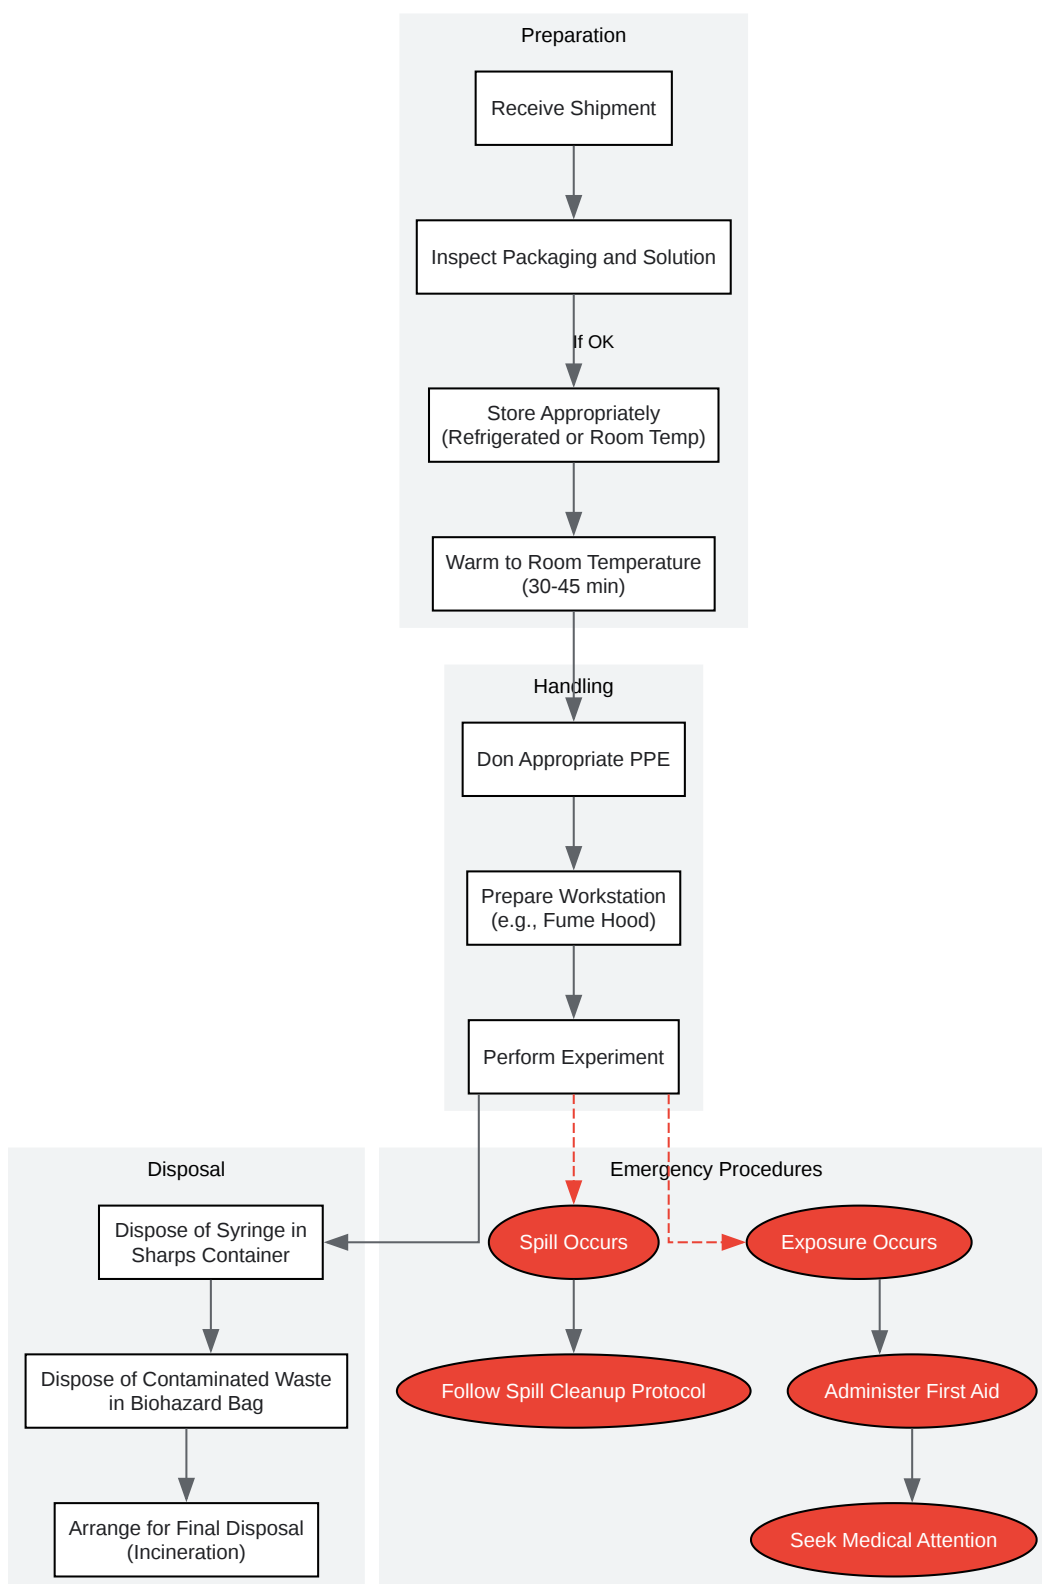 Preparation
Receive Shipment
Inspect Packaging and Solution
If OK
Store Appropriately
(Refrigerated or Room Temp)
Warm to Room Temperature
(30-45 min)
Handling
Don Appropriate PPE
Prepare Workstation
(e.g., Fume Hood)
Perform Experiment
Disposal
Dispose of Syringe in
Sharps Container
Dispose of Contaminated Waste
in Biohazard Bag
Arrange for Final Disposal
(Incineration)
Emergency Procedures
Spill Occurs
Follow Spill Cleanup Protocol
Exposure Occurs
Administer First Aid
Seek Medical Attention